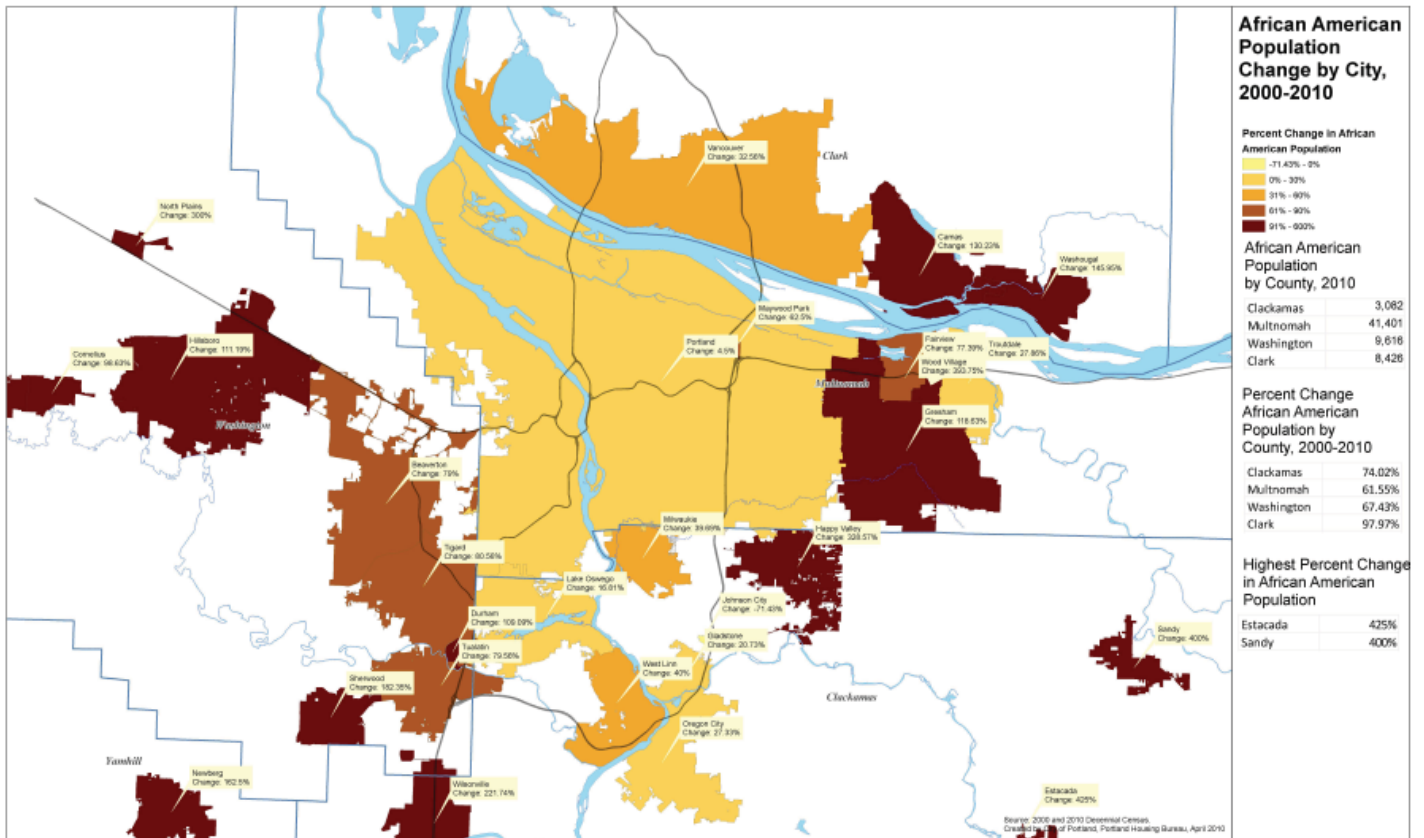 African American
Population
Change by City,
2000-2010
Percent Change in African
American Population
-71.43% - 0%
0% - 30%
31% - 60%
61% - 90%
91% - 600%
African American
Population
by County, 2010
Clackamas 3,082
Multnomah 41,401
Washington 9,616
Clark 8,426
Percent Change
African American
Population by
County, 2000-2010
Clackamas 74.02%
Multnomah 61.55%
Washington 67.43%
Clark 97.97%
Highest Percent Change
in African American
Population
Estacada 425%
Sandy 400%
Vancouver
Change: 32.56%
Clark
North Plains
Change: 300%
Camas
Change: 130.23%
Washougal
Change: 145.95%
Maywood Park
Change: 62.5%
Hillsboro
Change: 111.19%
Cornelius
Change: 98.63%
Portland
Change: 4.5%
Fairview
Change: 77.39%
Troutdale
Change: 27.86%
Wood Village
Change: 393.75%
Multnomah
Gresham
Change: 118.63%
Washington
Beaverton
Change: 79%
Milwaukie
Change: 39.69%
Happy Valley
Change: 328.57%
Tigard
Change: 80.56%
Lake Oswego
Change: 16.81%
Johnson City
Change: -71.43%
Durham
Change: 109.09%
Tualatin
Change: 79.56%
Gladstone
Change: 20.73%
Sandy
Change: 400%
West Linn
Change: 40%
Sherwood
Change: 182.35%
Clackamas
Oregon City
Change: 27.33%
Yamhill
Newberg
Change: 162.5%
Wilsonville
Change: 221.74%
Estacada
Change: 425%
Source: 2000 and 2010 Decennial Census.
Created by City of Portland, Portland Housing Bureau, April 2010